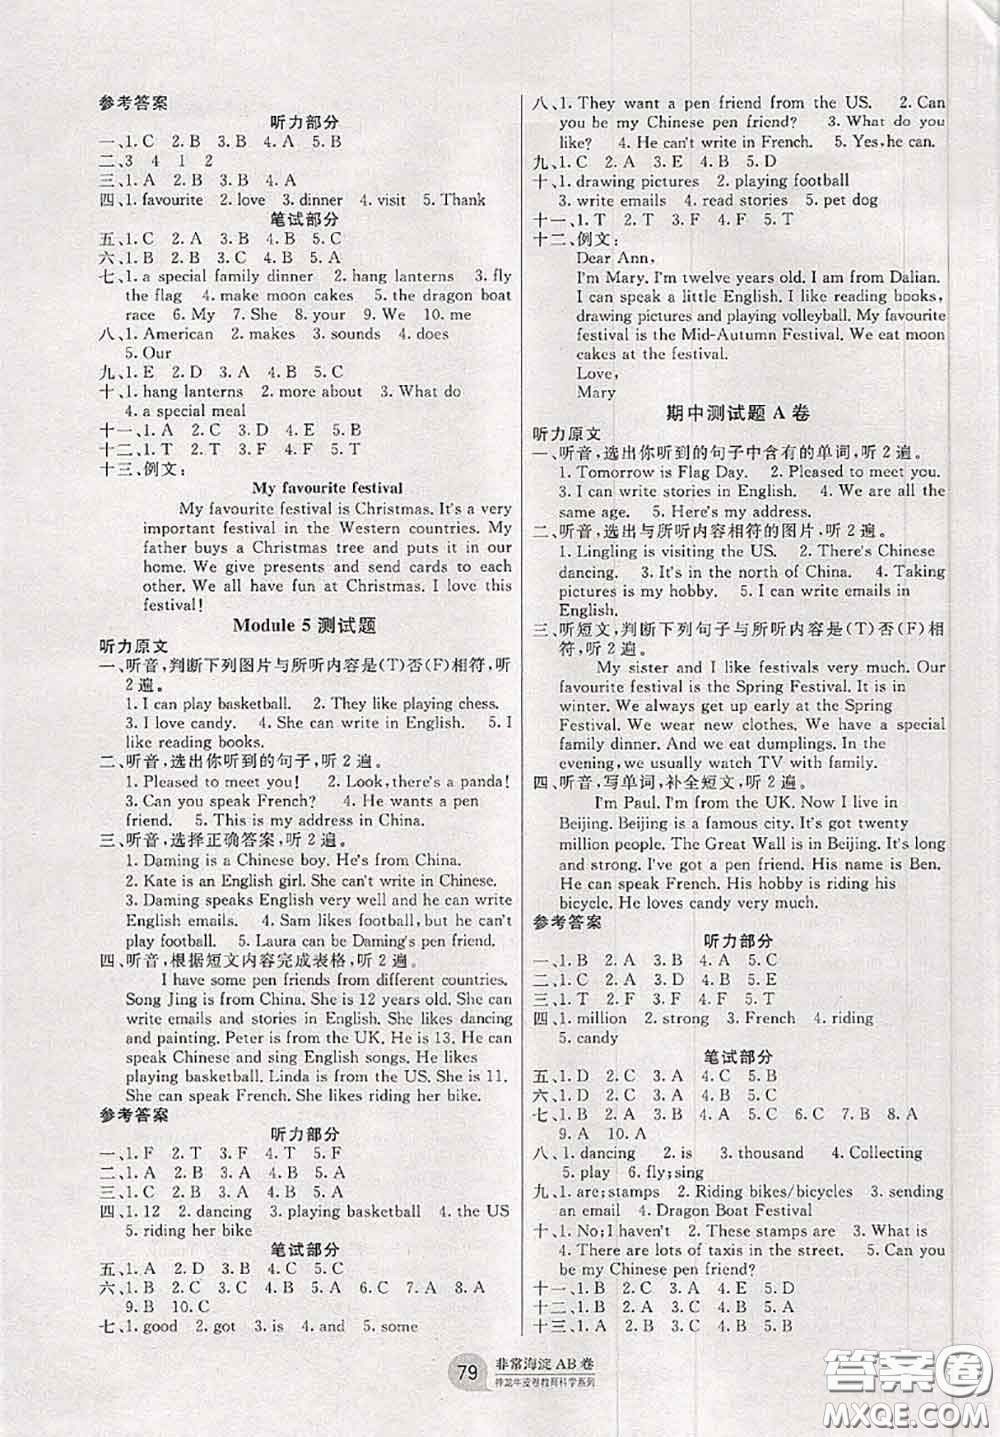 参考答案
听力部分
一、1. C 2. B 3. B 4. A 5. B
二、3 4 1 2
三、1. A 2. B 3. B 4. A
四、1. favourite 2. love 3. dinner 4. visit 5. Thank
笔试部分
五、1. C 2. A 3. B 4. B 5. C
六、1. B 2. A 3. C 4. B 5. A
七、1. a special family dinner 2. hang lanterns 3. fly
the flag 4. make moon cakes 5. the dragon boat
race 6. My 7. She 8. your 9. We 10. me
八、1. American 2. makes 3. sounds 4. does
5. Our
九、1. E 2. D 3. A 4. B 5. C
十、1. hang lanterns 2. more about 3. What do
4. a special meal
十一、1. A 2. D 3. C 4. E 5. B
十二、1. T 2. T 3. F 4. F 5. T
十三、例文：
My favourite festival
My favourite festival is Christmas. It's a very
important festival in the Western countries. My
father buys a Christmas tree and puts it in our
home. We give presents and send cards to each
other. We all have fun at Christmas. I love this
festival!
Module 5 测试题
听力原文
一、听音,判断下列图片与所听内容是(T)否(F)相符,听
2遍。
1. I can play basketball. 2. They like playing chess.
3. I love candy. 4. She can write in English. 5. I
like reading books.
二、听音,选出你听到的句子,听2遍。
1. Pleased to meet you! 2. Look, there's a panda!
3. Can you speak French? 4. He wants a pen
friend. 5. This is my address in China.
三、听音,选择正确答案,听2遍。
1. Daming is a Chinese boy. He's from China.
2. Kate is an English girl. She can't write in Chinese.
3. Daming speaks English very well and he can write
English emails. 4. Sam likes football, but he can't
play football. 5. Laura can be Daming's pen friend.
四、听音,根据短文内容完成表格,听2遍。
I have some pen friends from different countries.
Song Jing is from China. She is 12 years old. She can
write emails and stories in English. She likes dancing
and painting. Peter is from the UK. He is 13. He can
speak Chinese and sing English songs. He likes
playing basketball. Linda is from the US. She is 11.
She can speak French. She likes riding her bike.
参考答案
听力部分
一、1. F 2. T 3. F 4. T 5. F
二、1. A 2. B 3. B 4. B 5. A
三、1. C 2. B 3. A 4. B 5. A
四、1. 12 2. dancing 3. playing basketball 4. the US
5. riding her bike
笔试部分
五、1. A 2. D 3. B 4. C 5. C
六、1. B 2. C 3. C 4. B 5. A 6. B 7. A 8. A
9. B 10. C
七、1. good 2. got 3. is 4. and 5. some
八、1. They want a pen friend from the US. 2. Can
you be my Chinese pen friend? 3. What do you
like? 4. He can't write in French. 5. Yes, he can.
九、1. C 2. A 3. E 4. B 5. D
十、1. drawing pictures 2. playing football
3. write emails 4. read stories 5. pet dog
十一、1. T 2. T 3. F 4. F 5. T
十二、例文：
Dear Ann,
I'm Mary. I'm twelve years old. I am from Dalian.
I can speak a little English. I like reading books,
drawing pictures and playing volleyball. My favourite
festival is the Mid-Autumn Festival. We eat moon
cakes at the festival.
Love,
Mary
期中测试题 A 卷
听力原文
一、听音,选出你听到的句子中含有的单词,听2遍。
1. Tomorrow is Flag Day. 2. Pleased to meet you.
3. I can write stories in English. 4. We are all the
same age. 5. Here's my address.
二、听音,选出与所听内容相符的图片,听2遍。
1. Lingling is visiting the US. 2. There's Chinese
dancing. 3. It's in the north of China. 4. Taking
pictures is my hobby. 5. I can write emails in
English.
三、听短文,判断下列句子与所听内容是(T)否(F)相
符,听2遍。
My sister and I like festivals very much. Our
favourite festival is the Spring Festival. It is in
winter. We always get up early at the Spring
Festival. We wear new clothes. We have a special
family dinner. And we eat dumplings. In the
evening, we usually watch TV with family.
四、听音,写单词,补全短文,听2遍。
I'm Paul. I'm from the UK. Now I live in
Beijing. Beijing is a famous city. It's got twenty
million people. The Great Wall is in Beijing. It's long
and strong. I've got a pen friend. His name is Ben.
He can speak French. His hobby is riding his
bicycle. He loves candy very much.
参考答案
听力部分
一、1. B 2. A 3. B 4. A 5. C
二、1. C 2. A 3. D 4. B 5. E
三、1. T 2. F 3. F 4. F 5. T
四、1. million 2. strong 3. French 4. riding
5. candy
笔试部分
五、1. D 2. C 3. A 4. C 5. B
六、1. D 2. C 3. A 4. B 5. C
七、1. B 2. A 3. A 4. B 5. C 6. C 7. B 8. A
9. A 10. A
八、1. dancing 2. is 3. thousand 4. Collecting
5. play 6. fly; sing
九、1. are; stamps 2. Riding bikes/bicycles 3. sending
an email 4. Dragon Boat Festival
十、1. No; I haven't 2. These stamps are 3. What is
4. There are lots of taxis in the street. 5. Can you be
my Chinese pen friend?
十一、1. B 2. C 3. A 4. E 5. D
十二、1. B 2. C 3. A 4. C 5. B
十三、1. A 2. B 3. A 4. B 5. A
79 非常海淀 AB 卷
神龙牛皮卷教育科学系列
答案卷
MXQE.COM